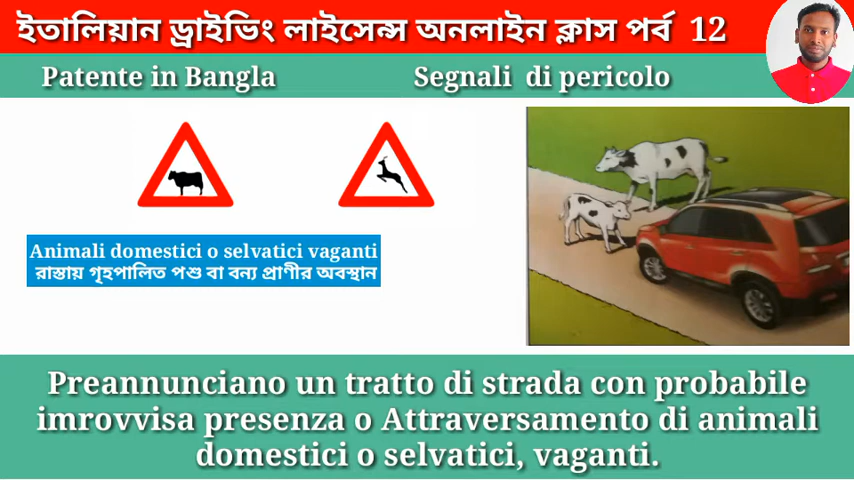 ইতালিয়ান ড্রাইভিং লাইসেন্স অনলাইন ক্লাস পর্ব 12
Patente in Bangla Segnali di pericolo
Animali domestici o selvatici vaganti
রাস্তায় গৃহপালিত পশু বা বন্য প্রাণীর অবস্থান
Preannunciano un tratto di strada con probabile
imrovvisa presenza o Attraversamento di animali
domestici o selvatici, vaganti.